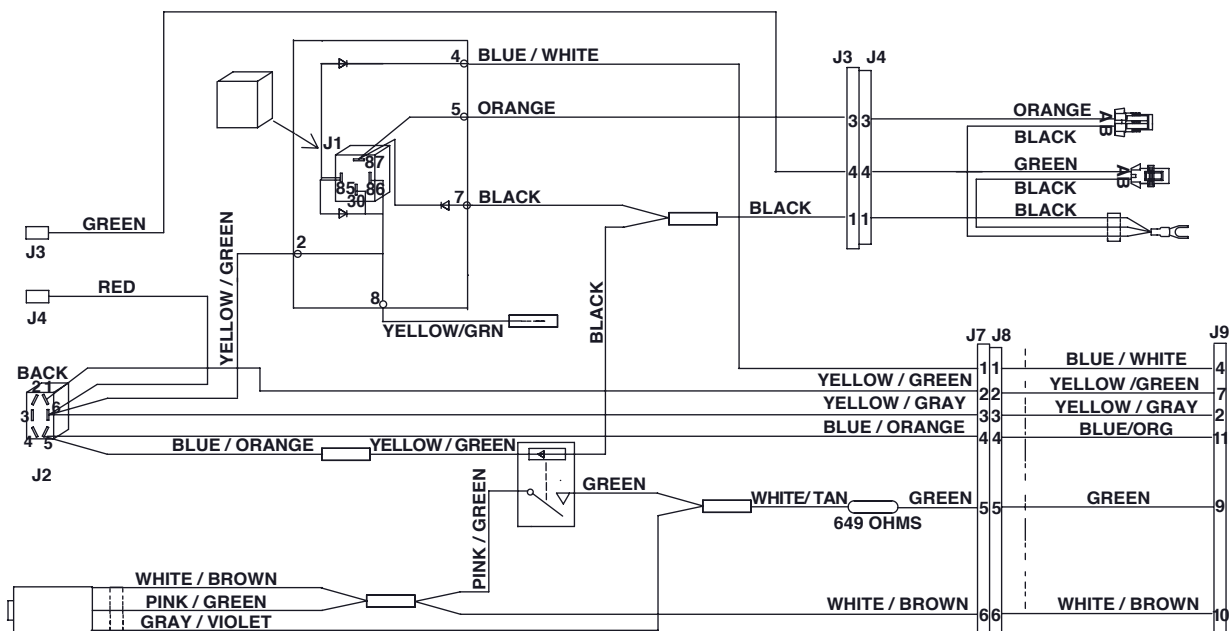 4 BLUE / WHITE
J3 J4
5 ORANGE
3 3
ORANGE A
BLACK B
J1
87
85 86
30
4 4
GREEN A
BLACK B
7 BLACK
BLACK
1 1
BLACK
GREEN
J3
2
YELLOW / GREEN
RED
J4
8
YELLOW/GRN
BLACK
J7 J8
J9
BACK
2 1
6
3
4 5
J2
1 1
BLUE / WHITE
4
YELLOW / GREEN
2 2
YELLOW /GREEN
7
YELLOW / GRAY
3 3
YELLOW / GRAY
2
BLUE / ORANGE
YELLOW / GREEN
BLUE / ORANGE
4 4
BLUE/ORG
11
PINK / GREEN
GREEN
WHITE/ TAN
649 OHMS
GREEN
5 5
GREEN
9
WHITE / BROWN
PINK / GREEN
GRAY / VIOLET
WHITE / BROWN
6 6
WHITE / BROWN
10